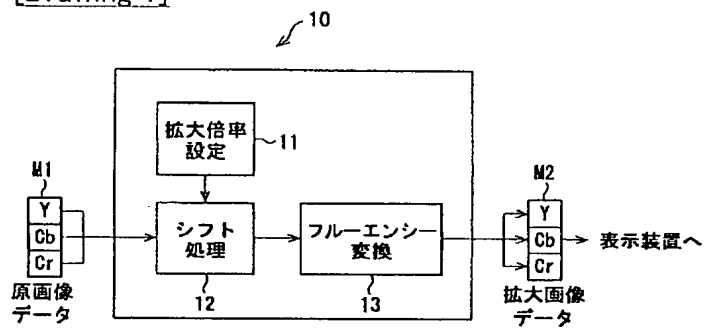 10
拡大倍率
設定
11
M1
Y
Cb
Cr
原画像
データ
シフト
処理
12
フルーエンシー
変換
13
M2
Y
Cb
Cr
拡大画像
データ
表示装置へ